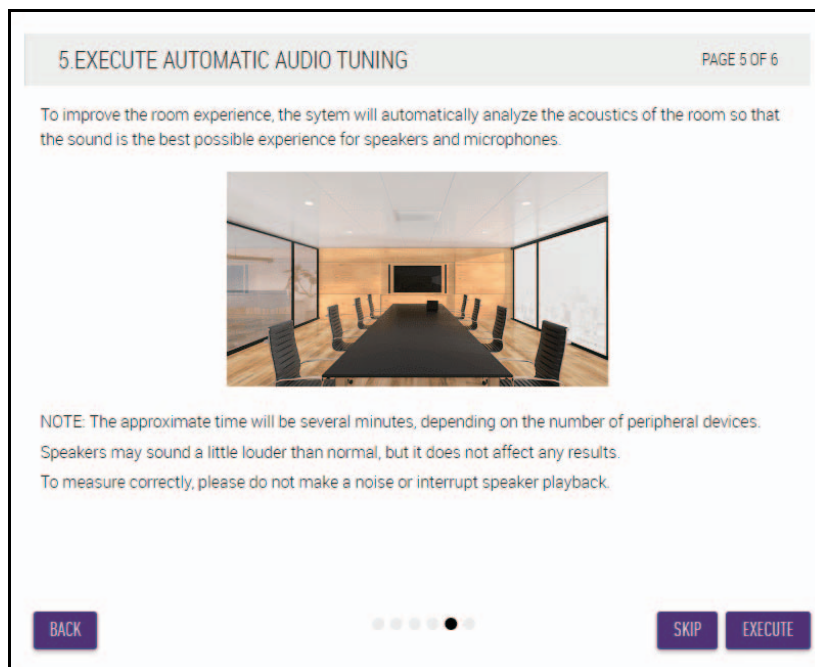 5.EXECUTE AUTOMATIC AUDIO TUNING
PAGE 5 OF 6
To improve the room experience, the sytem will automatically analyze the acoustics of the room so that
the sound is the best possible experience for speakers and microphones.
NOTE: The approximate time will be several minutes, depending on the number of peripheral devices.
Speakers may sound a little louder than normal, but it does not affect any results.
To measure correctly, please do not make a noise or interrupt speaker playback.
BACK
SKIP
EXECUTE